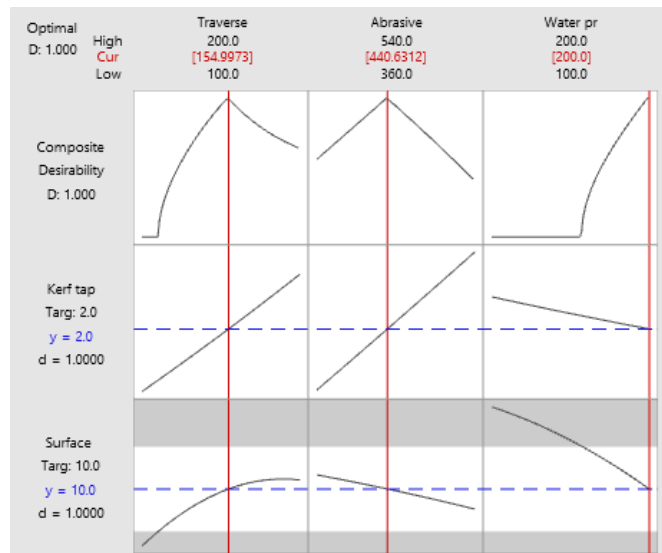 Optimal
D: 1.000
High
Cur
Low
Traverse
200.0
[154.9973]
100.0
Abrasive
540.0
[440.6312]
360.0
Water pr
200.0
[200.0]
100.0
Composite
Desirability
D: 1.000
Kerf tap
Targ: 2.0
y = 2.0
d = 1.0000
Surface
Targ: 10.0
y = 10.0
d = 1.0000